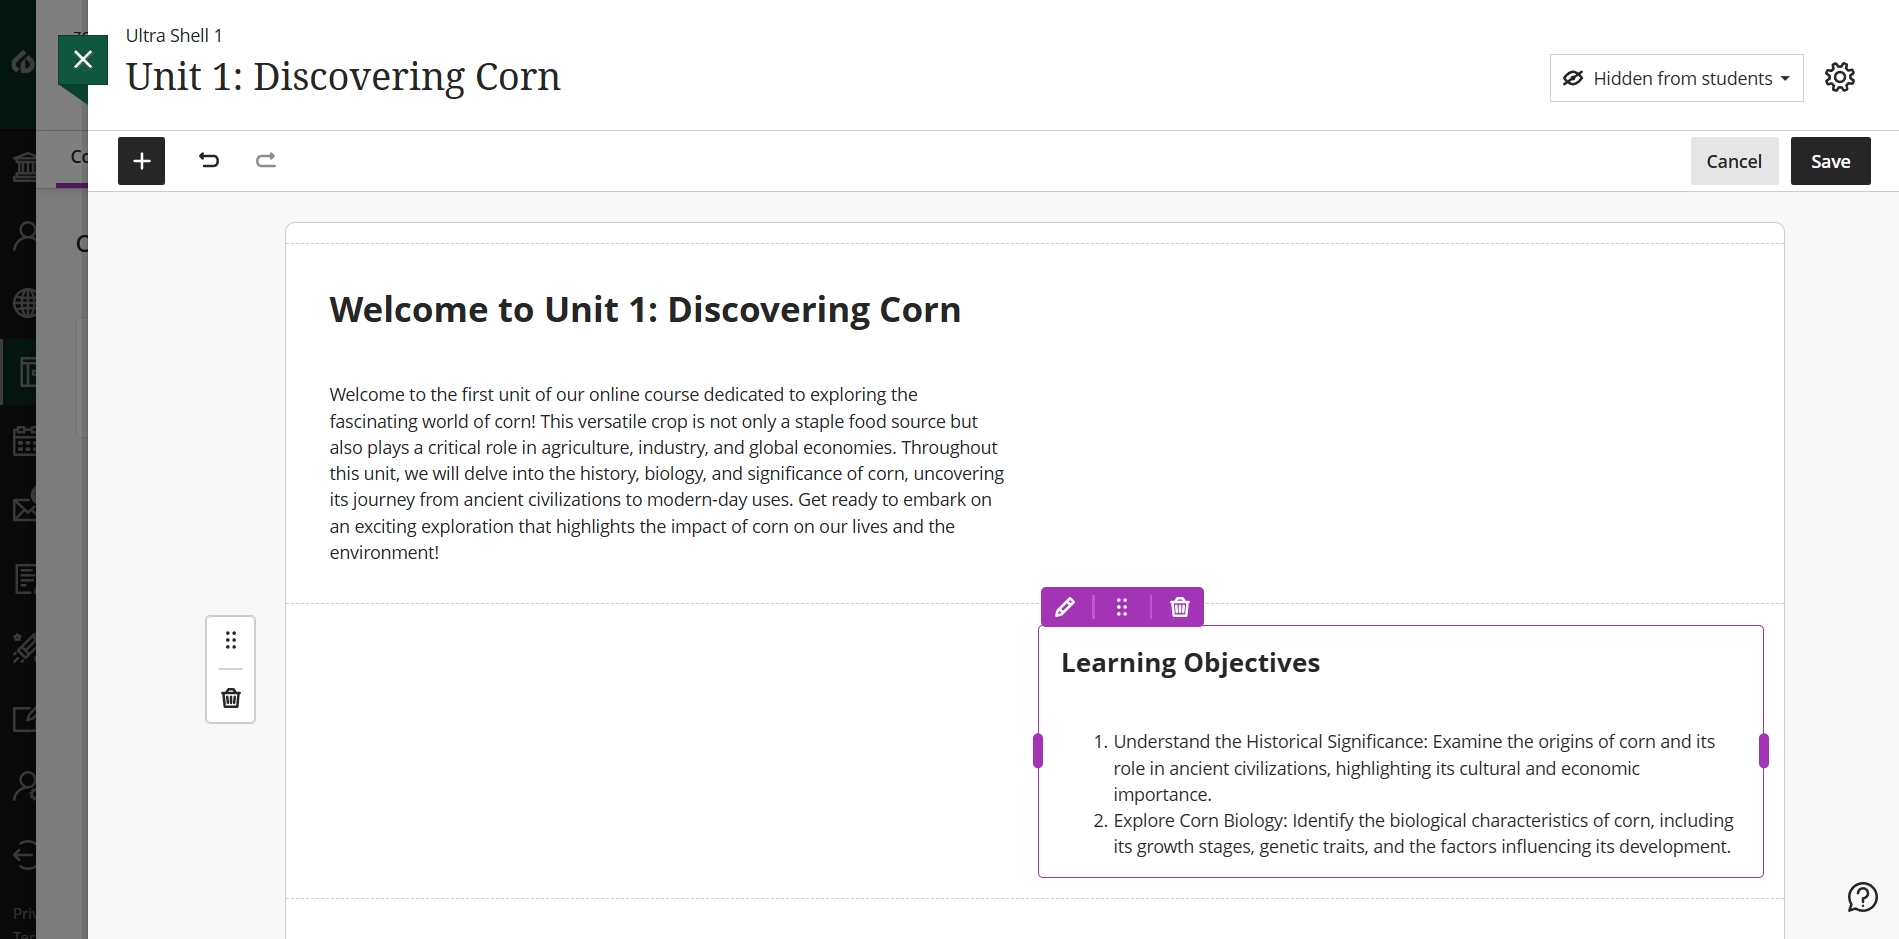 Ultra Shell 1
Unit 1: Discovering Corn
Hidden from students
Cancel
Save
Welcome to Unit 1: Discovering Corn
Welcome to the first unit of our online course dedicated to exploring the
fascinating world of corn! This versatile crop is not only a staple food source but
also plays a critical role in agriculture, industry, and global economies. Throughout
this unit, we will delve into the history, biology, and significance of corn, uncovering
its journey from ancient civilizations to modern-day uses. Get ready to embark on
an exciting exploration that highlights the impact of corn on our lives and the
environment!
Learning Objectives
1. Understand the Historical Significance: Examine the origins of corn and its
role in ancient civilizations, highlighting its cultural and economic
importance.
2. Explore Corn Biology: Identify the biological characteristics of corn, including
its growth stages, genetic traits, and the factors influencing its development.